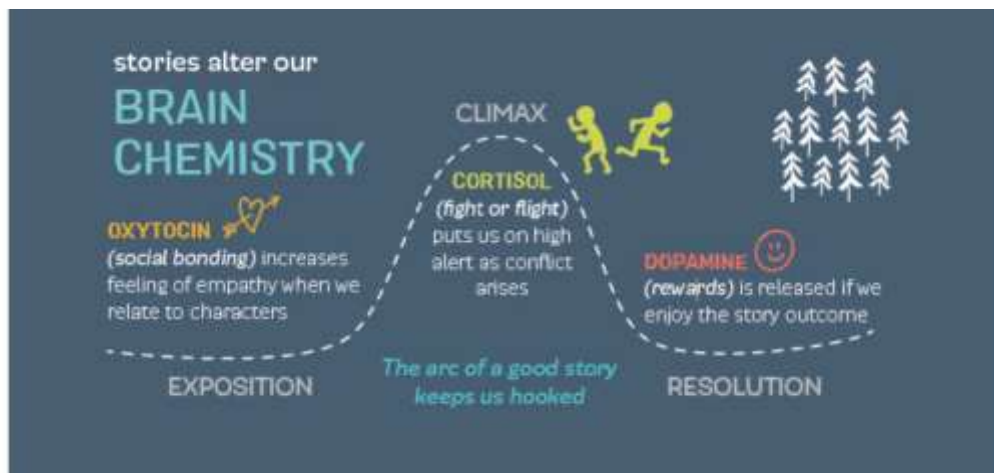 stories alter our
BRAIN
CHEMISTRY
OXYTOCIN
(social bonding) increases
feeling of empathy when we
relate to characters
EXPOSITION
CLIMAX
CORTISOL
(fight or flight)
puts us on high
alert as conflict
arises
The arc of a good story
keeps us hooked
DOPAMINE
(rewards) is released if we
enjoy the story outcome
RESOLUTION